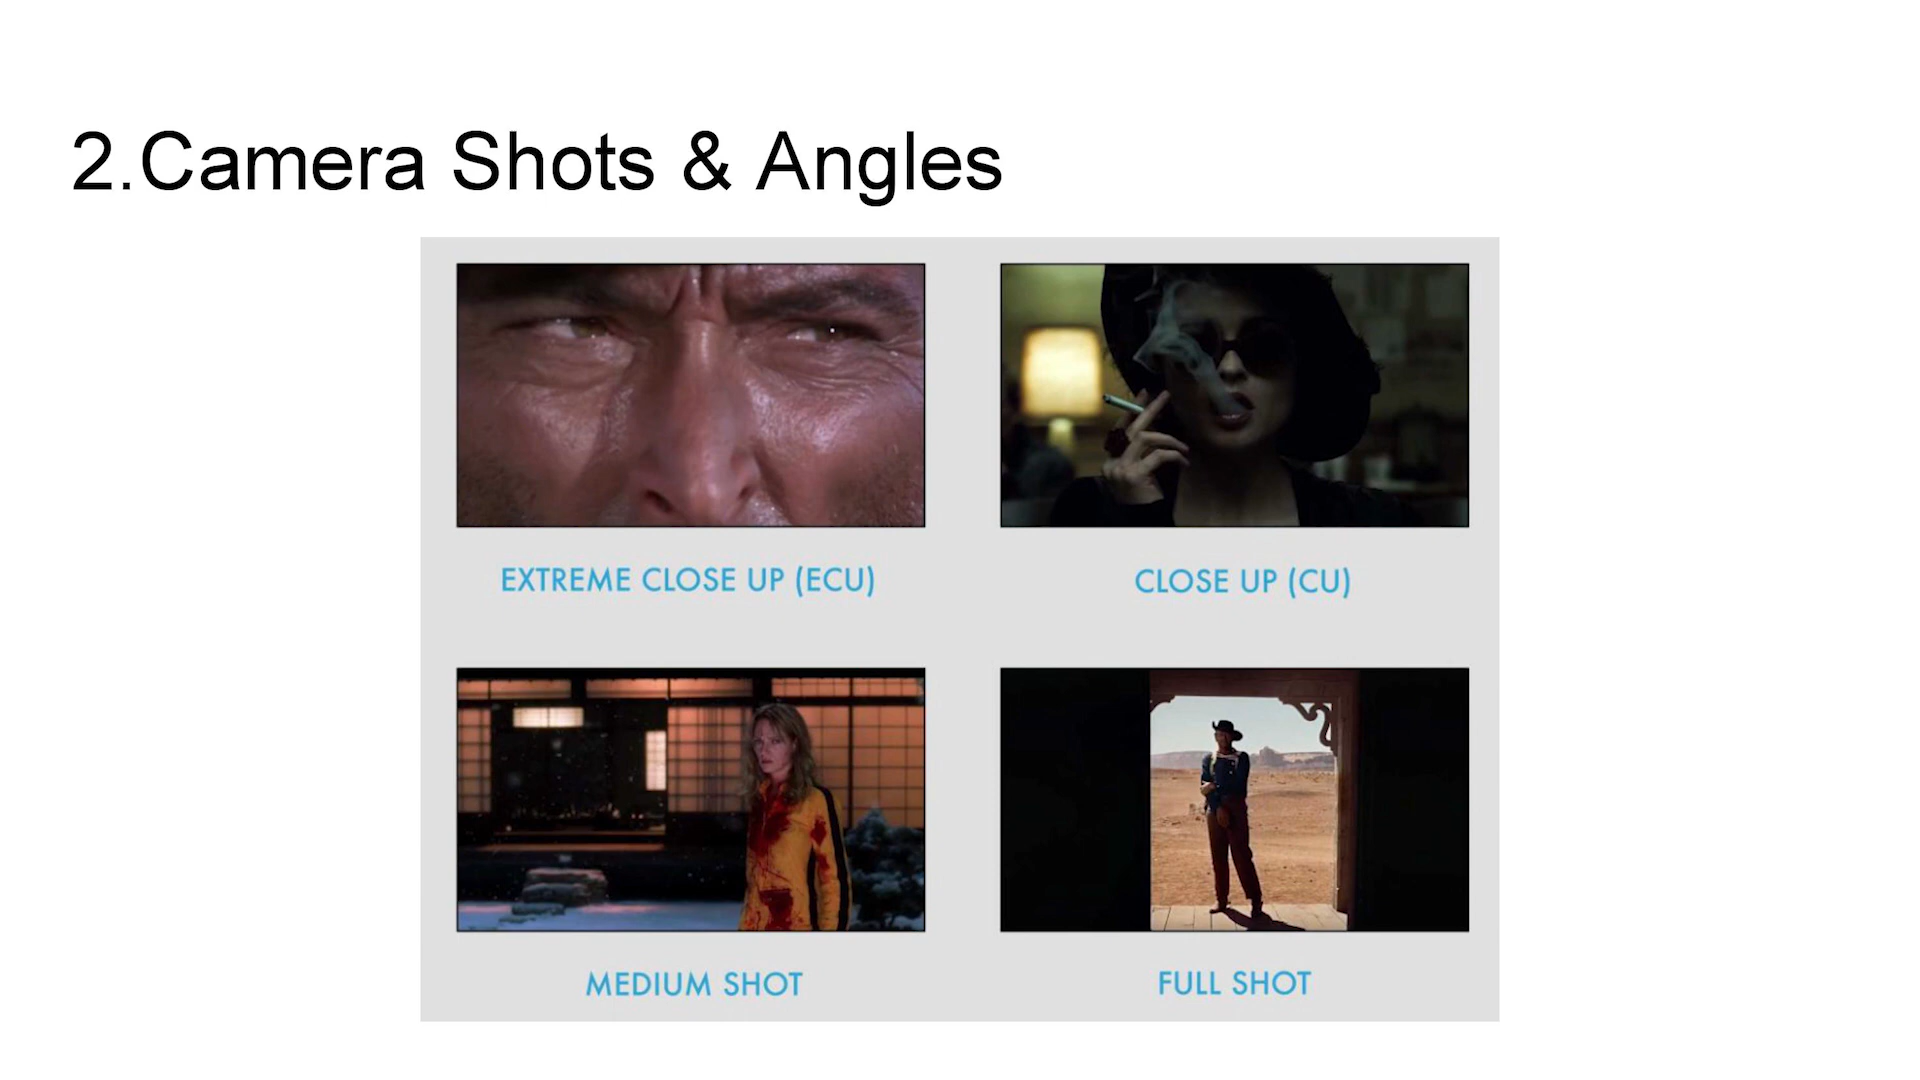 2.Camera Shots & Angles
EXTREME CLOSE UP (ECU)
CLOSE UP (CU)
MEDIUM SHOT
FULL SHOT